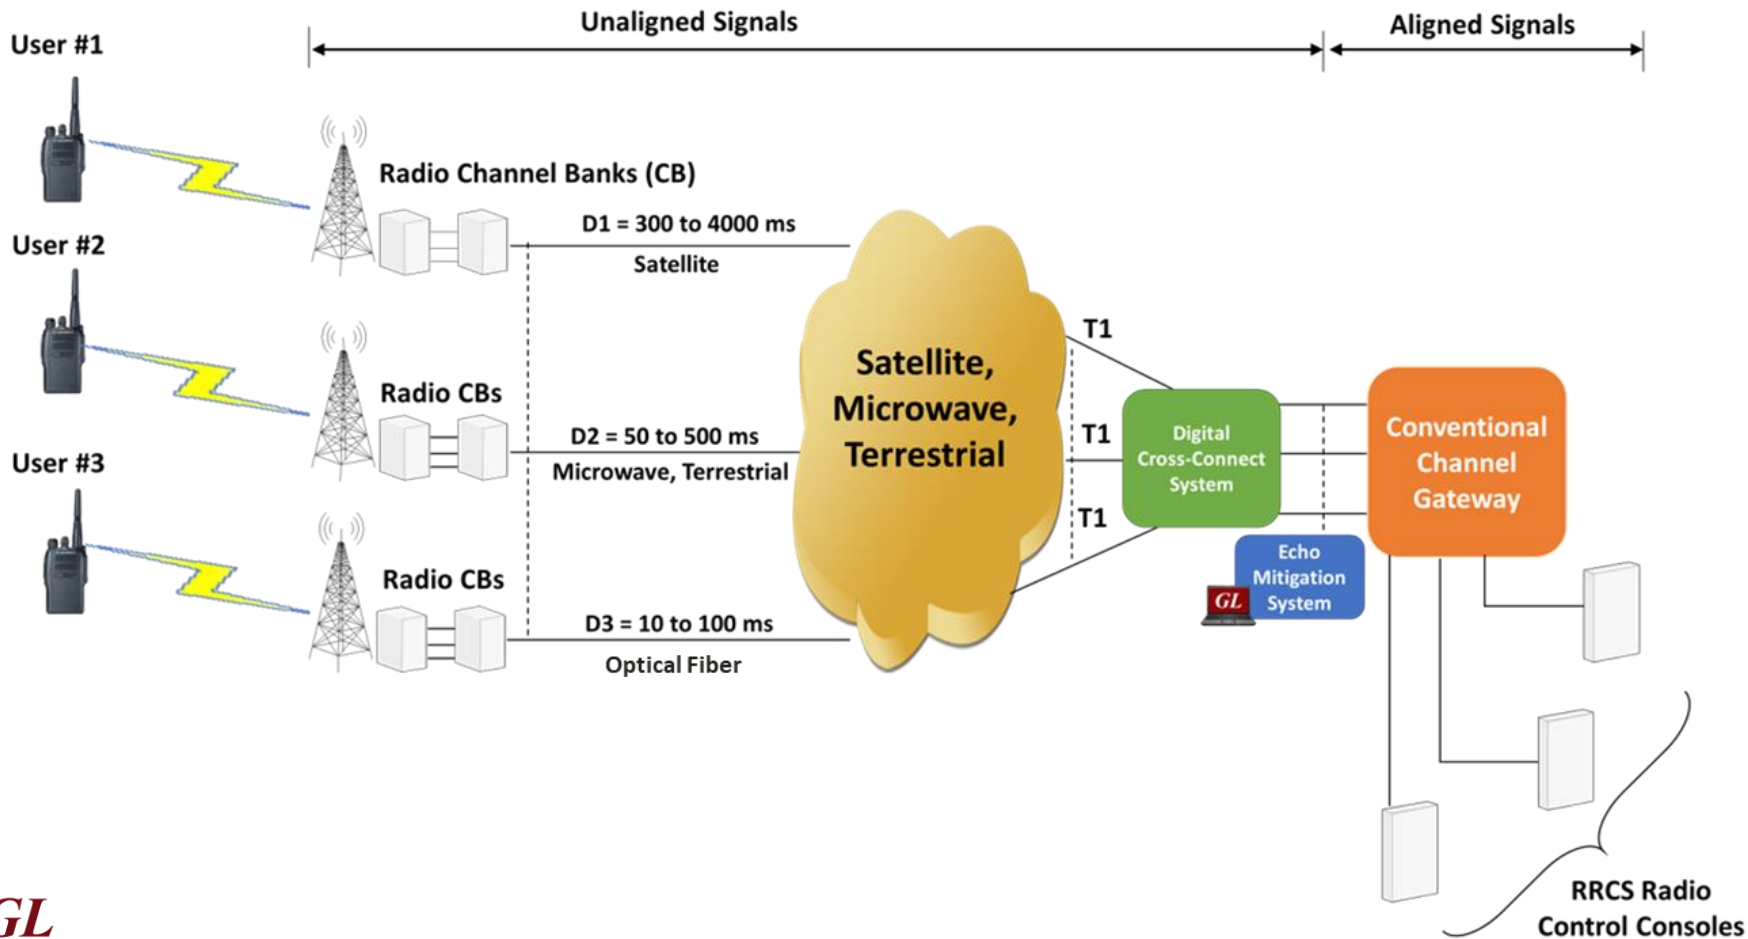 Unaligned Signals
Aligned Signals
User #1
Radio Channel Banks (CB)
D1 = 300 to 4000 ms
Satellite
User #2
Radio CBs
D2 = 50 to 500 ms
Microwave, Terrestrial
User #3
Radio CBs
D3 = 10 to 100 ms
Optical Fiber
Satellite,
Microwave,
Terrestrial
T1
T1
T1
Digital
Cross-Connect
System
Echo
Mitigation
System
GL
Conventional
Channel
Gateway
RRCS Radio
Control Consoles
GL